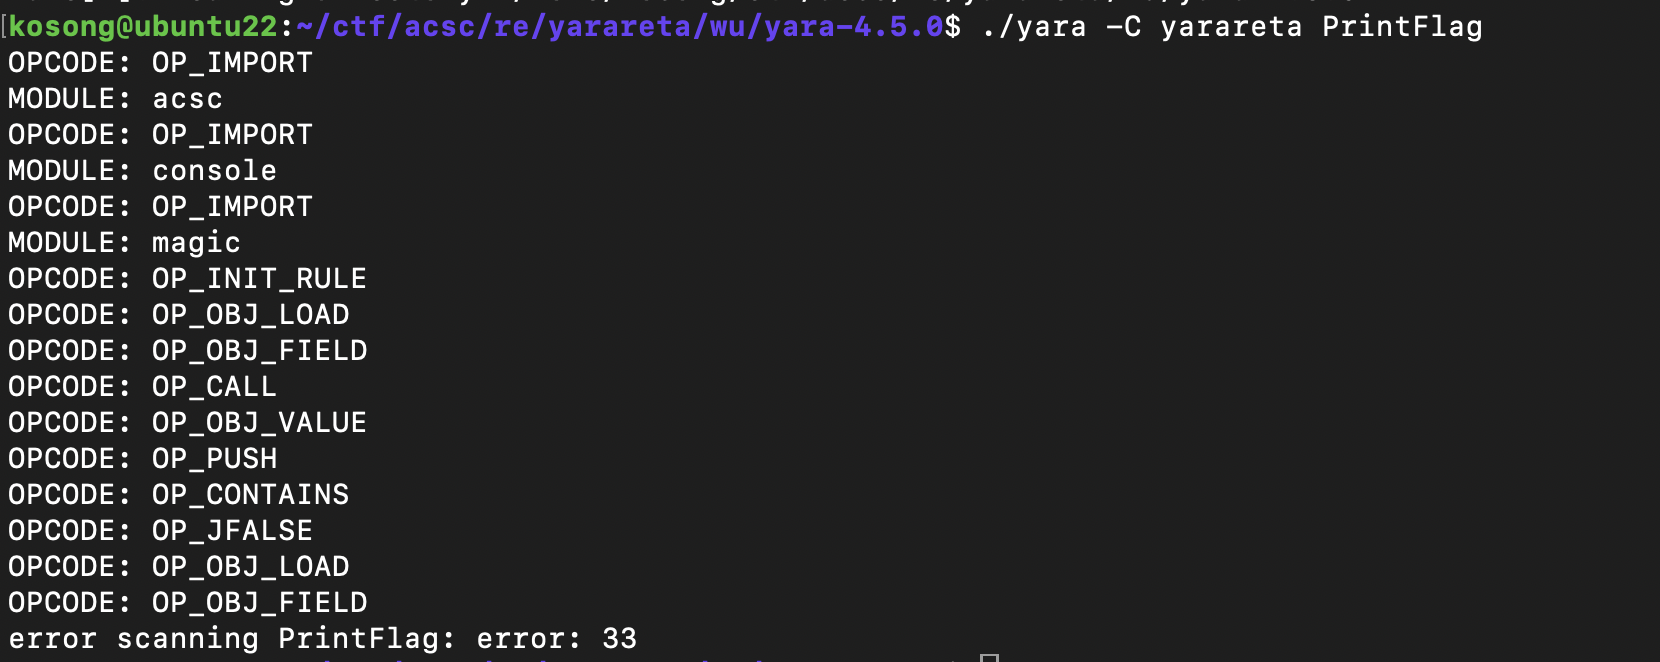 [kosong@ubuntu22:~/ctf/acsc/re/yarareta/wu/yara-4.5.0$ ./yara -C yarareta PrintFlag
OPCODE: OP_IMPORT
MODULE: acsc
OPCODE: OP_IMPORT
MODULE: console
OPCODE: OP_IMPORT
MODULE: magic
OPCODE: OP_INIT_RULE
OPCODE: OP_OBJ_LOAD
OPCODE: OP_OBJ_FIELD
OPCODE: OP_CALL
OPCODE: OP_OBJ_VALUE
OPCODE: OP_PUSH
OPCODE: OP_CONTAINS
OPCODE: OP_JFALSE
OPCODE: OP_OBJ_LOAD
OPCODE: OP_OBJ_FIELD
error scanning PrintFlag: error: 33